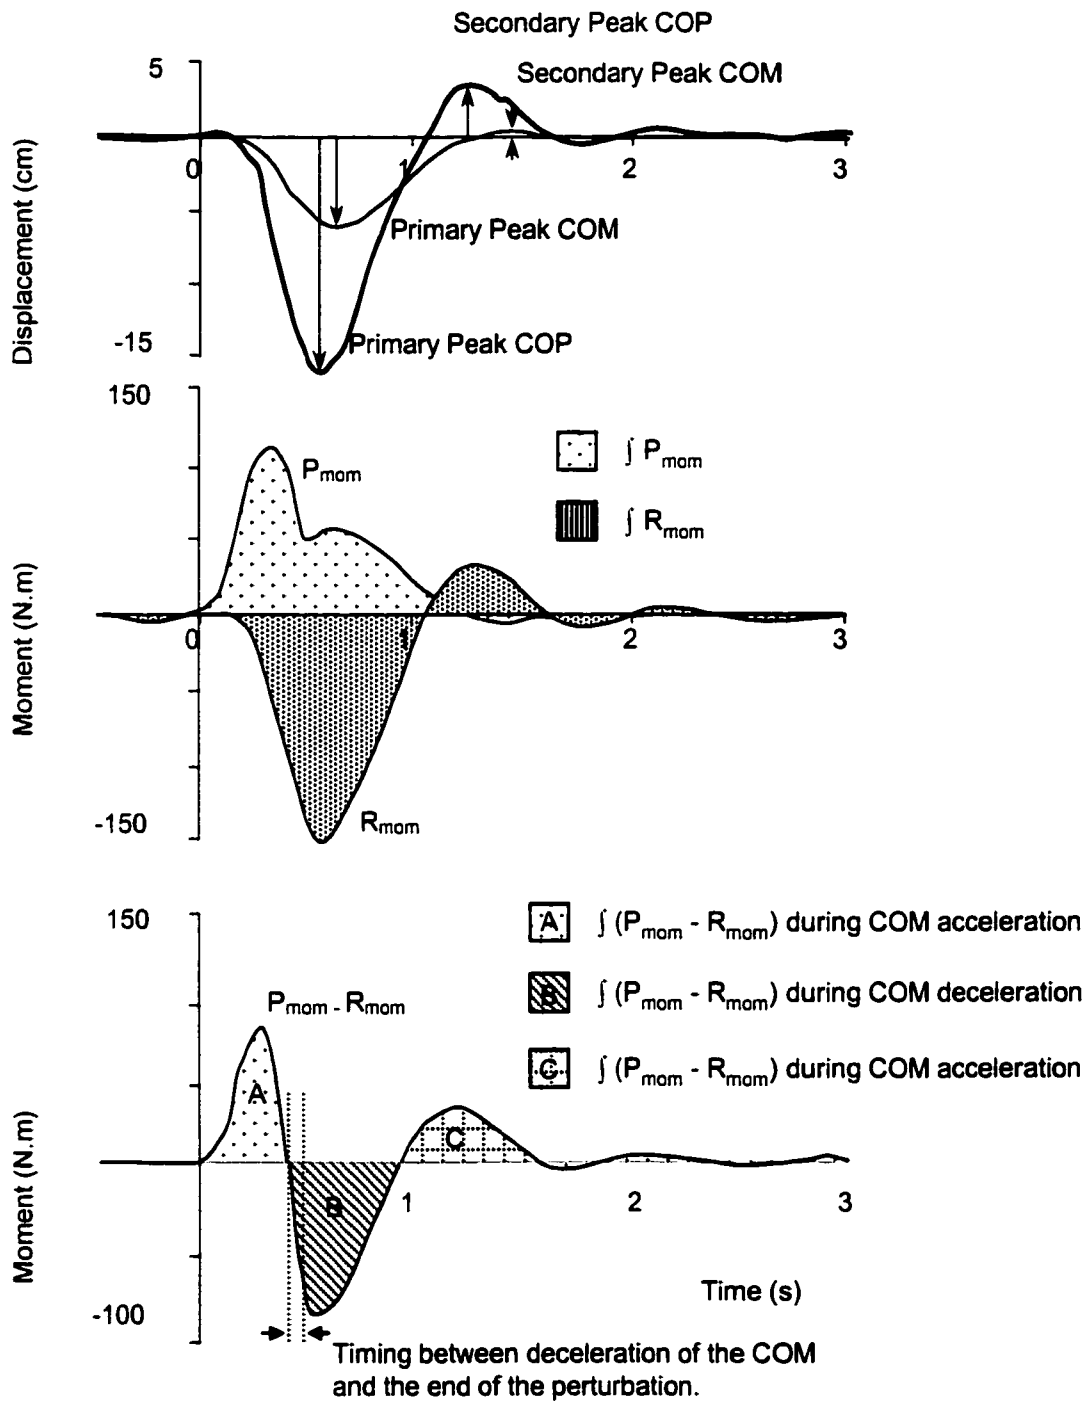 Secondary Peak COP
5
Secondary Peak COM
Displacement (cm)
0
1
2
3
Primary Peak COM
-15
Primary Peak COP
150
Pmom
∫ Pmom
∫ Rmom
Moment (N.m)
0
1
2
3
-150
Rmom
150
A ∫ (Pmom - Rmom) during COM acceleration
B ∫ (Pmom - Rmom) during COM deceleration
Pmom - Rmom
C ∫ (Pmom - Rmom) during COM acceleration
A
C
Moment (N.m)
B
1
2
3
Time (s)
-100
Timing between deceleration of the COM
and the end of the perturbation.